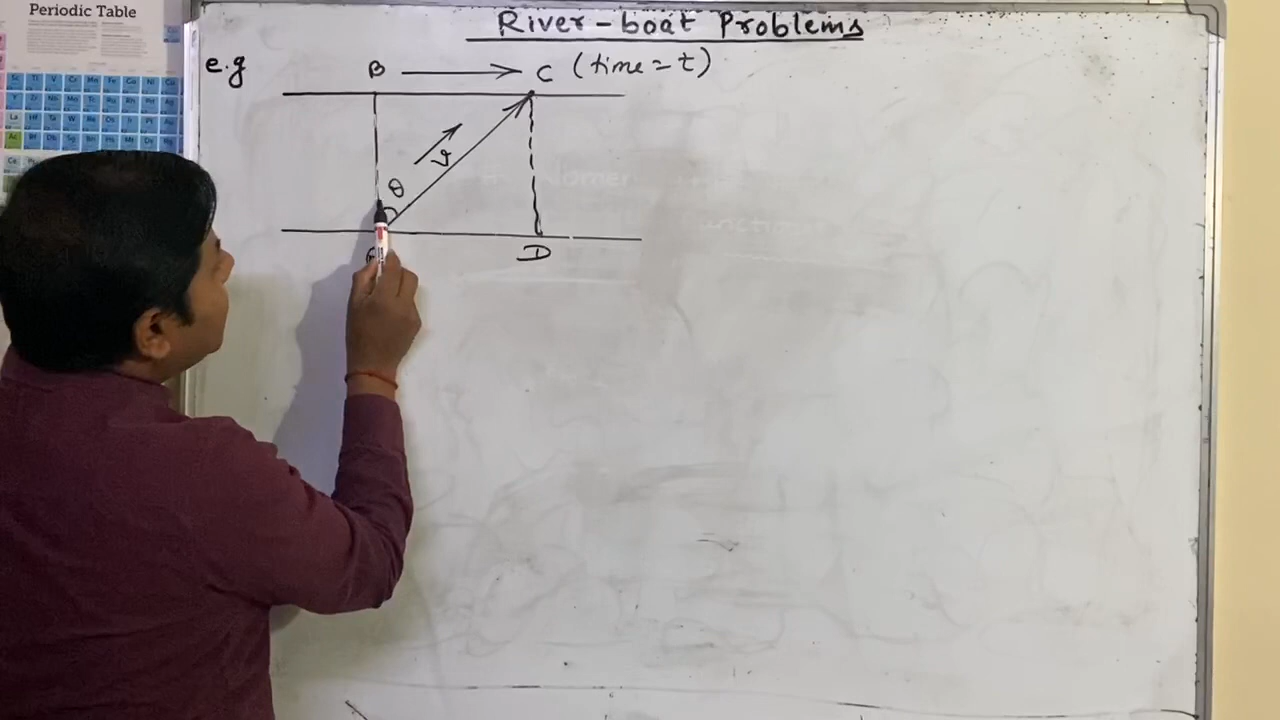 Periodic Table
River-boat Problems
e.g
B → C (time = t)
v
θ
D